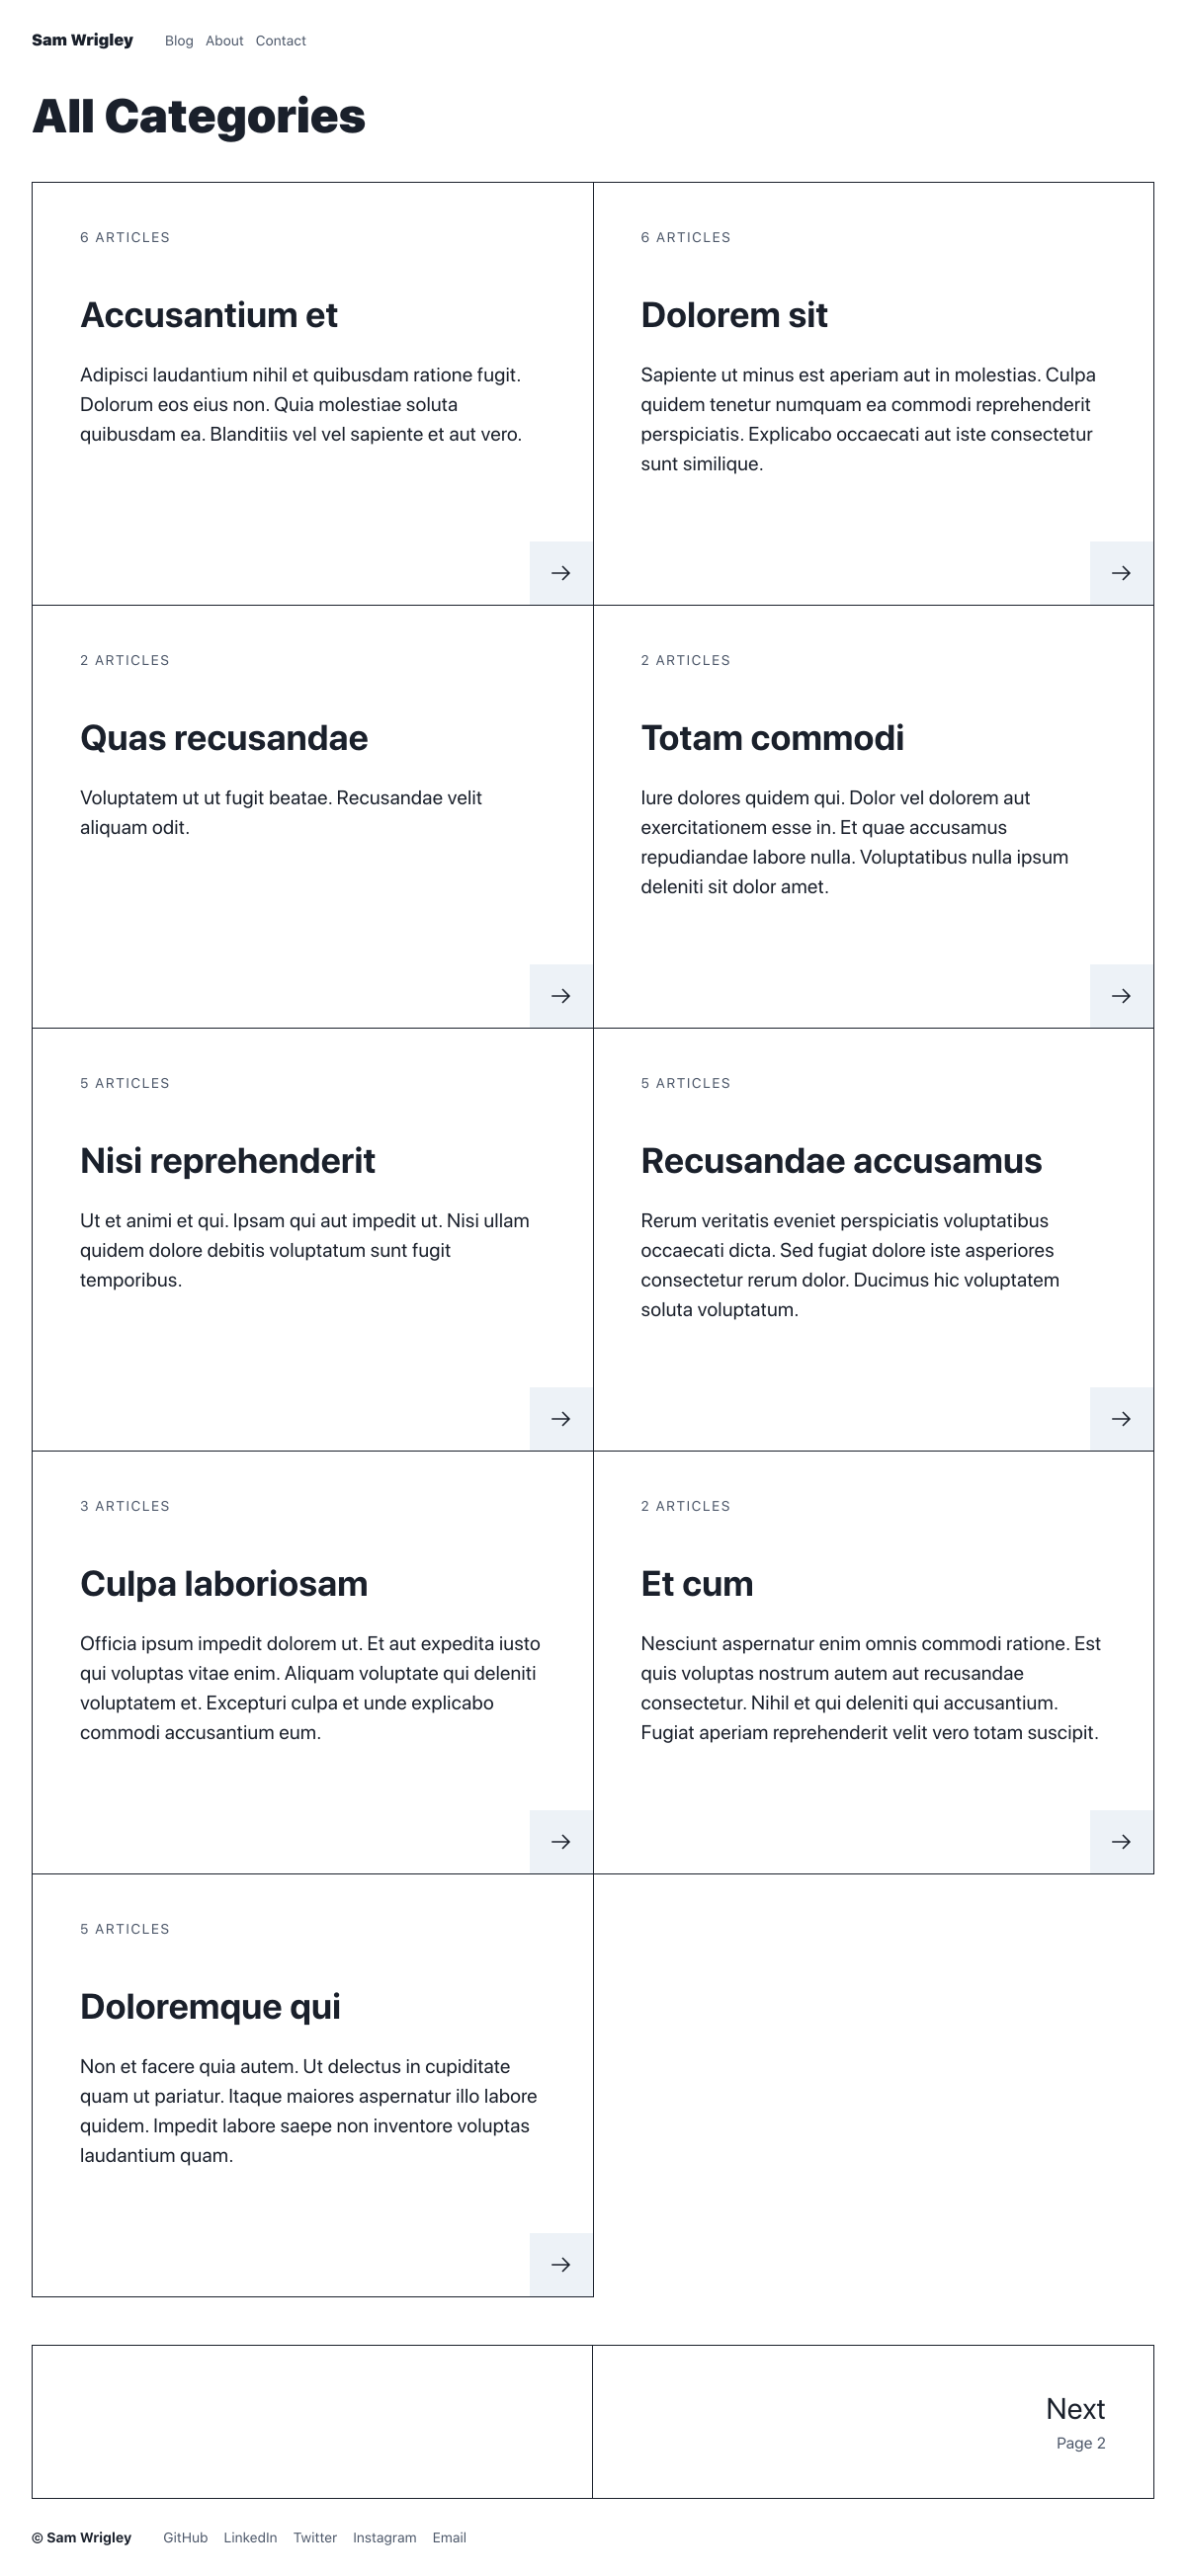 Sam Wrigley Blog About Contact
All Categories
6 ARTICLES
Accusantium et
Adipisci laudantium nihil et quibusdam ratione fugit.
Dolorum eos eius non. Quia molestiae soluta
quibusdam ea. Blanditiis vel vel sapiente et aut vero.
6 ARTICLES
Dolorem sit
Sapiente ut minus est aperiam aut in molestias. Culpa
quidem tenetur numquam ea commodi reprehenderit
perspiciatis. Explicabo occaecati aut iste consectetur
sunt similique.
2 ARTICLES
Quas recusandae
Voluptatem ut ut fugit beatae. Recusandae velit
aliquam odit.
2 ARTICLES
Totam commodi
Iure dolores quidem qui. Dolor vel dolorem aut
exercitationem esse in. Et quae accusamus
repudiandae labore nulla. Voluptatibus nulla ipsum
deleniti sit dolor amet.
5 ARTICLES
Nisi reprehenderit
Ut et animi et qui. Ipsam qui aut impedit ut. Nisi ullam
quidem dolore debitis voluptatum sunt fugit
temporibus.
5 ARTICLES
Recusandae accusamus
Rerum veritatis eveniet perspiciatis voluptatibus
occaecati dicta. Sed fugiat dolore iste asperiores
consectetur rerum dolor. Ducimus hic voluptatem
soluta voluptatum.
3 ARTICLES
Culpa laboriosam
Officia ipsum impedit dolorem ut. Et aut expedita iusto
qui voluptas vitae enim. Aliquam voluptate qui deleniti
voluptatem et. Excepturi culpa et unde explicabo
commodi accusantium eum.
2 ARTICLES
Et cum
Nesciunt aspernatur enim omnis commodi ratione. Est
quis voluptas nostrum autem aut recusandae
consectetur. Nihil et qui deleniti qui accusantium.
Fugiat aperiam reprehenderit velit vero totam suscipit.
5 ARTICLES
Doloremque qui
Non et facere quia autem. Ut delectus in cupiditate
quam ut pariatur. Itaque maiores aspernatur illo labore
quidem. Impedit labore saepe non inventore voluptas
laudantium quam.
Next
Page 2
© Sam Wrigley GitHub LinkedIn Twitter Instagram Email